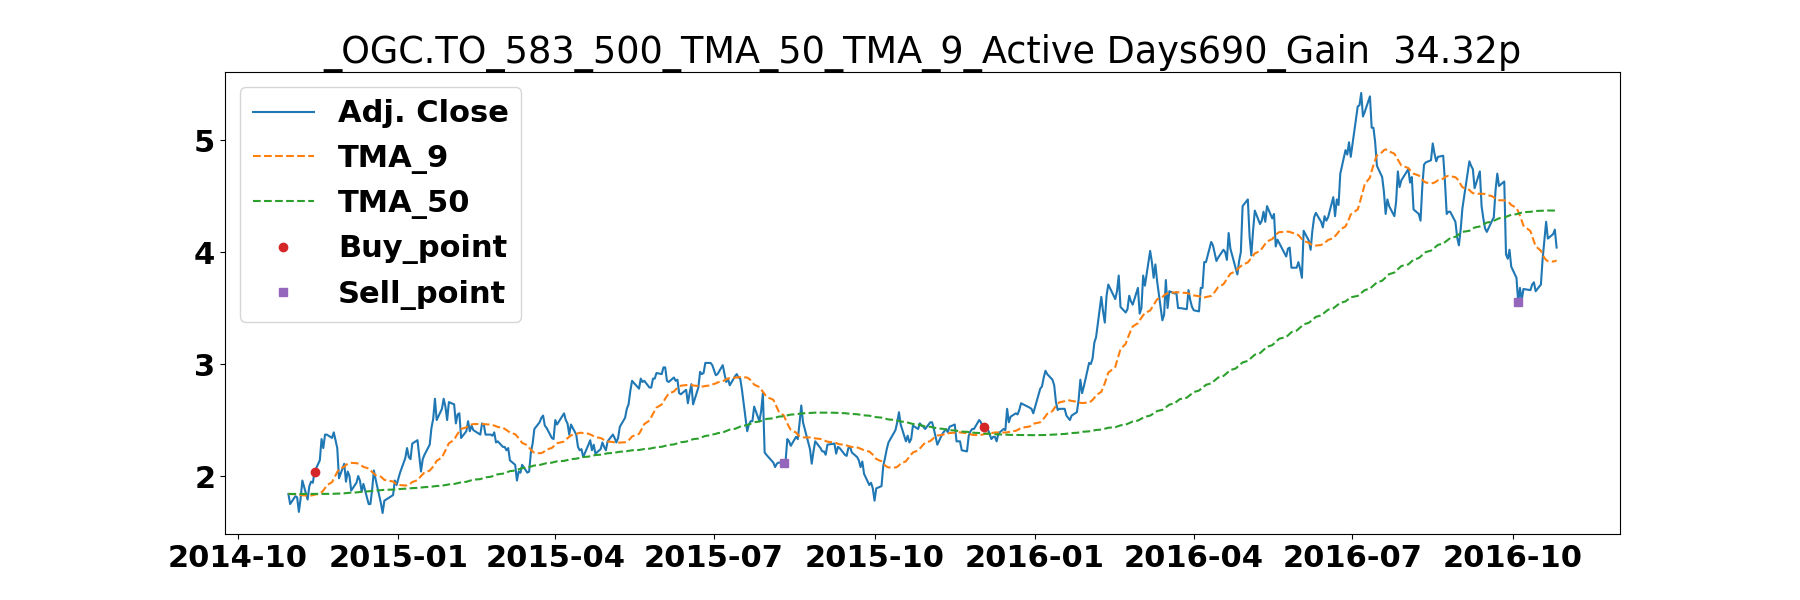 _OGC.TO_583_500_TMA_50_TMA_9_Active Days690_Gain  34.32p
Adj. Close
TMA_9
TMA_50
Buy_point
Sell_point
5
4
3
2
2014-10 2015-01 2015-04 2015-07 2015-10 2016-01 2016-04 2016-07 2016-10